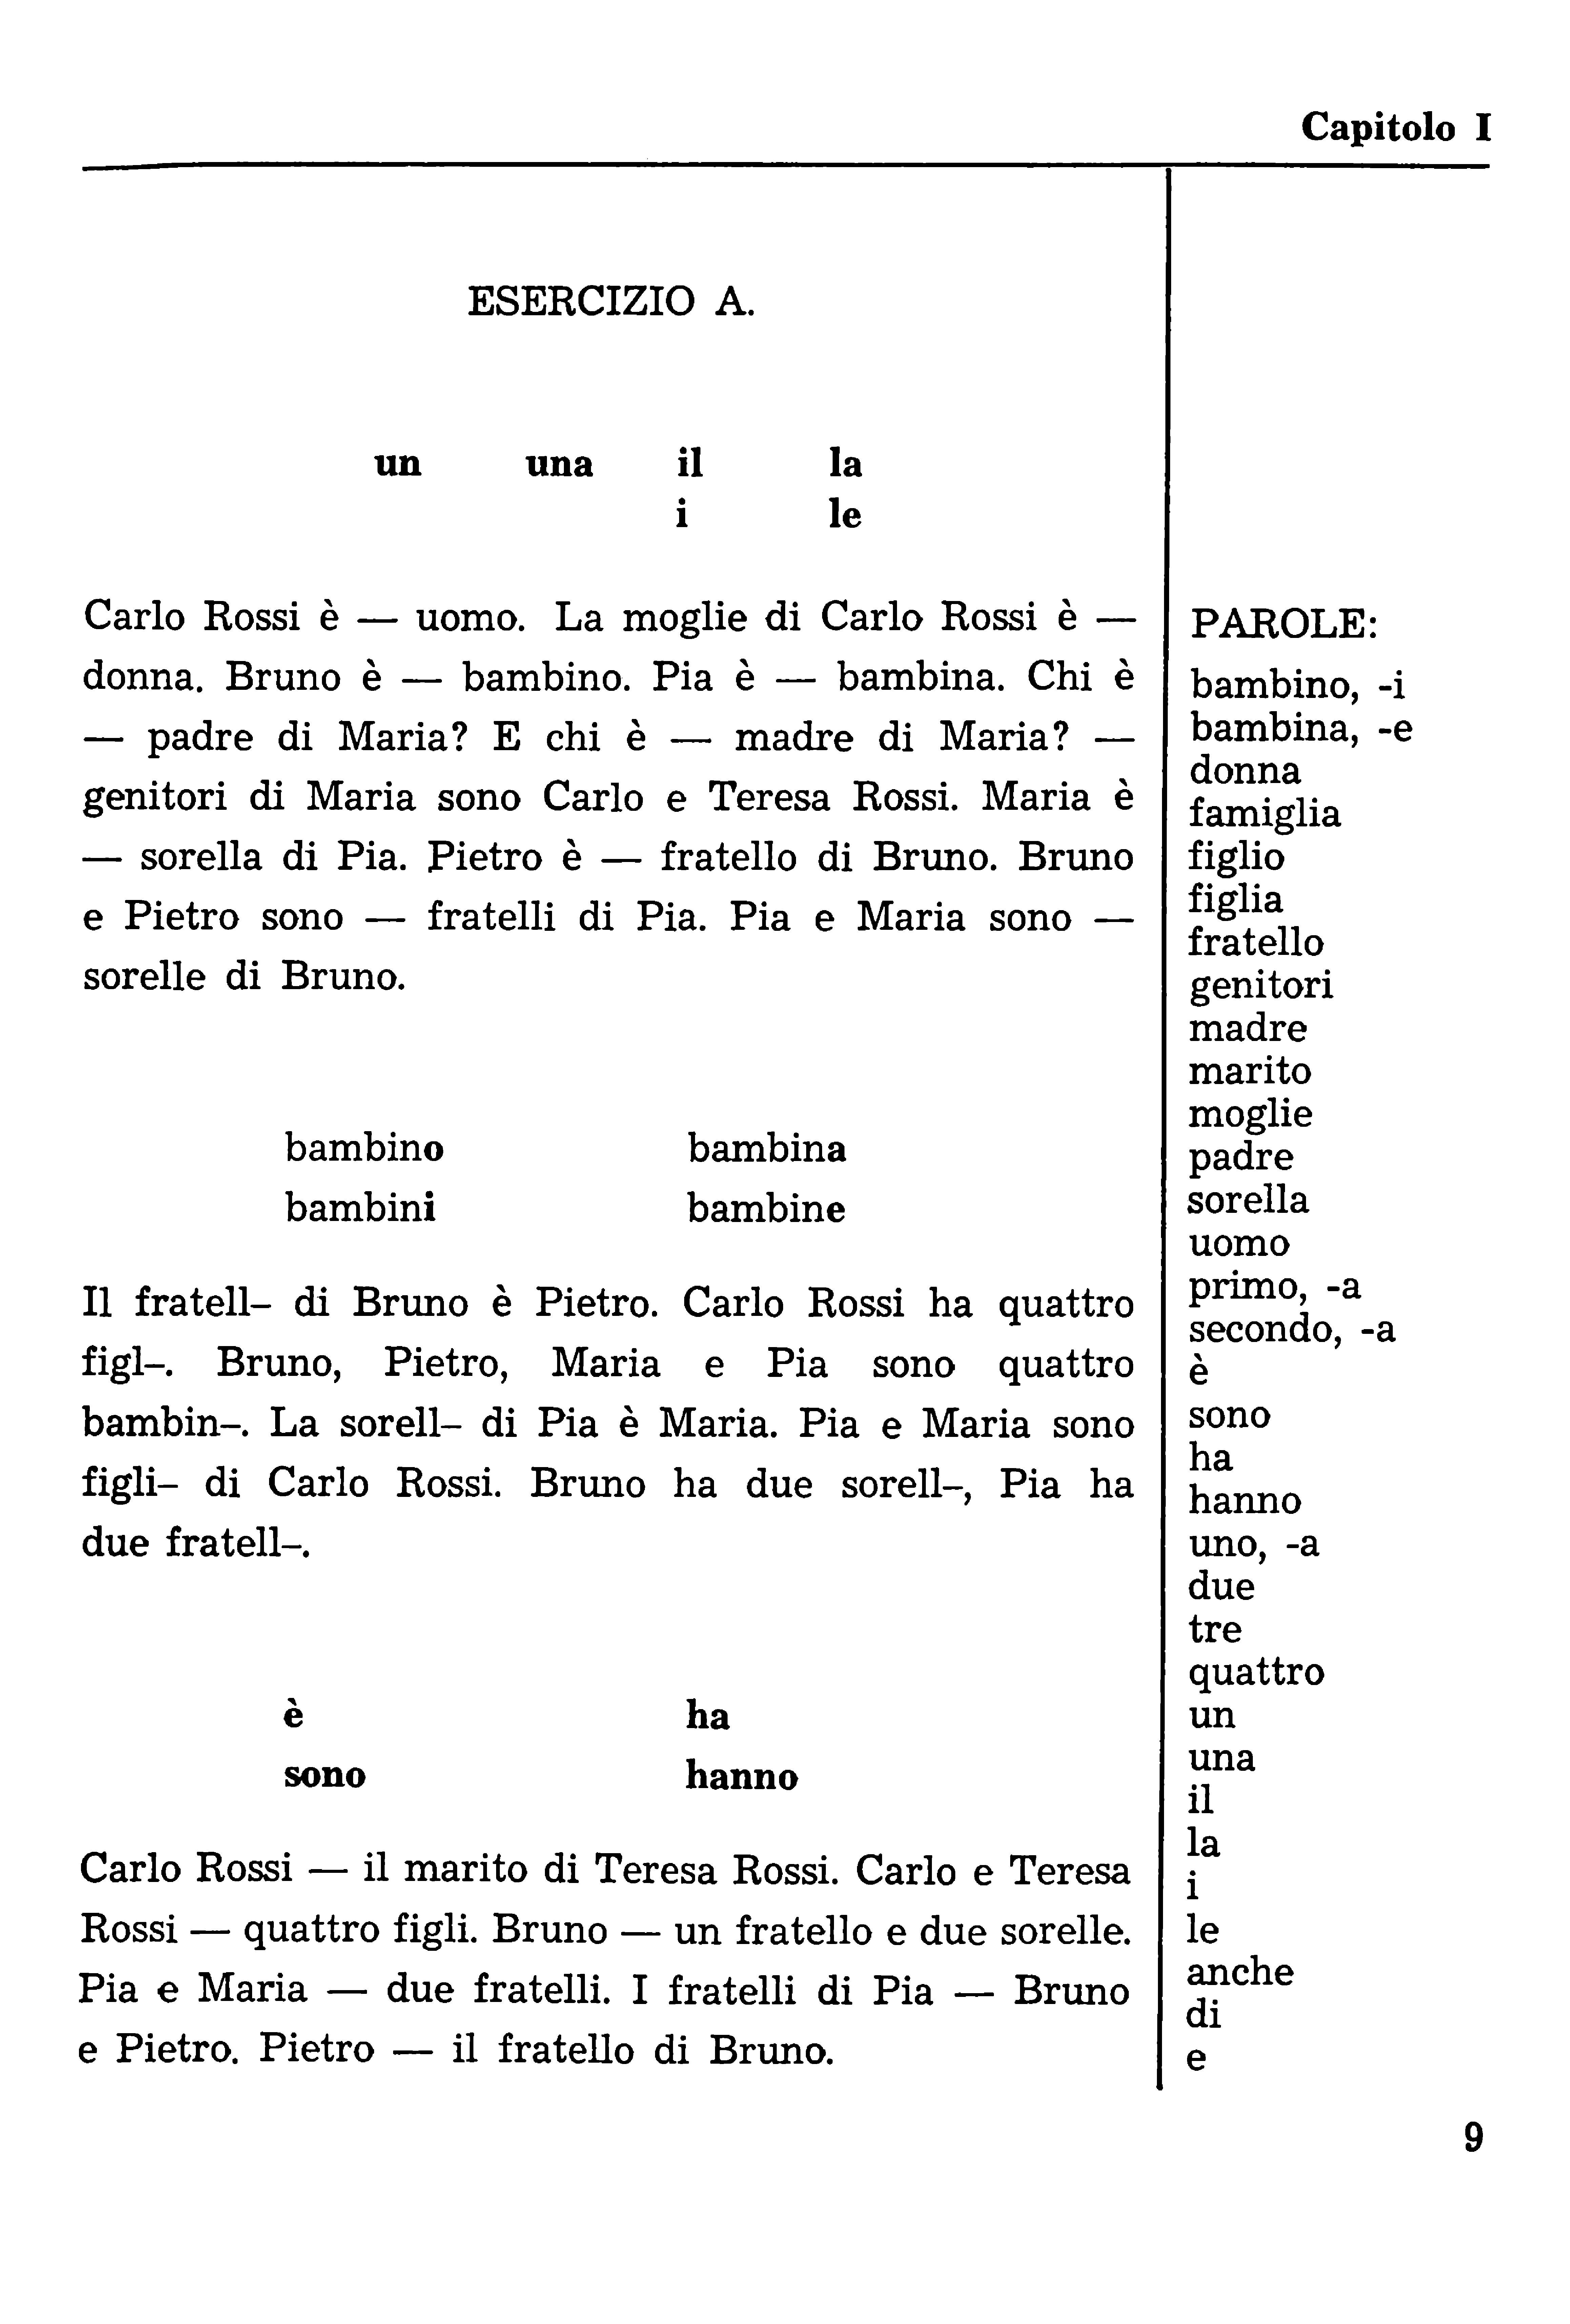 Capitolo I
ESERCIZIO A.
un una il la
i le
Carlo Rossi è — uomo. La moglie di Carlo Rossi è —
donna. Bruno è — bambino. Pia è — bambina. Chi è
— padre di Maria? E chi è — madre di Maria? —
genitori di Maria sono Carlo e Teresa Rossi. Maria è
— sorella di Pia. Pietro è — fratello di Bruno. Bruno
e Pietro sono — fratelli di Pia. Pia e Maria sono —
sorelle di Bruno.
bambino bambina
bambini bambine
Il fratell– di Bruno è Pietro. Carlo Rossi ha quattro
figl–. Bruno, Pietro, Maria e Pia sono quattro
bambin–. La sorell– di Pia è Maria. Pia e Maria sono
figli– di Carlo Rossi. Bruno ha due sorell–, Pia ha
due fratell–.
è ha
sono hanno
Carlo Rossi — il marito di Teresa Rossi. Carlo e Teresa
Rossi — quattro figli. Bruno — un fratello e due sorelle.
Pia e Maria — due fratelli. I fratelli di Pia — Bruno
e Pietro. Pietro — il fratello di Bruno.
PAROLE:
bambino, -i
bambina, -e
donna
famiglia
figlio
figlia
fratello
genitori
madre
marito
moglie
padre
sorella
uomo
primo, -a
secondo, -a
è
sono
ha
hanno
uno, -a
due
tre
quattro
un
una
il
la
i
le
anche
di
e
9